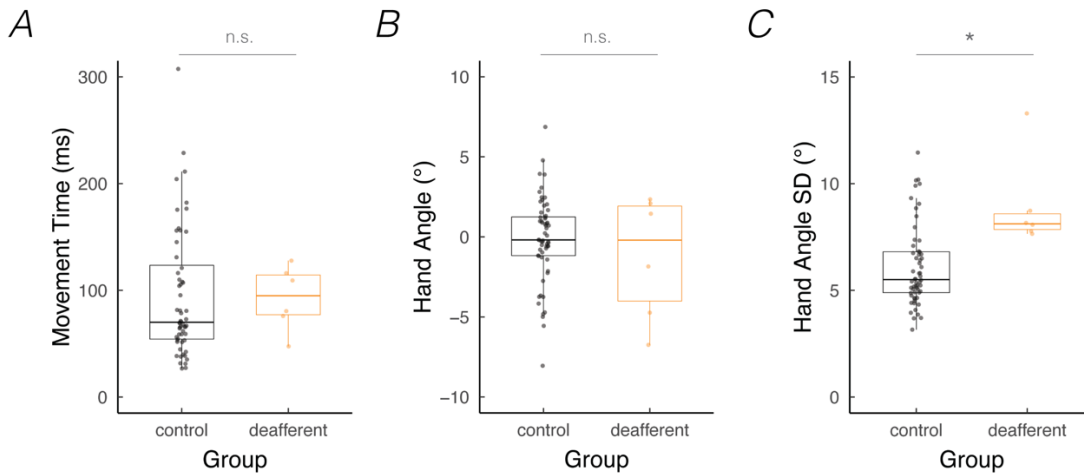 A
n.s.
Movement Time (ms)
300
200
100
0
control deafferent
Group
B
n.s.
Hand Angle (°)
10
5
0
−5
−10
control deafferent
Group
C
*
Hand Angle SD (°)
15
10
5
0
control deafferent
Group